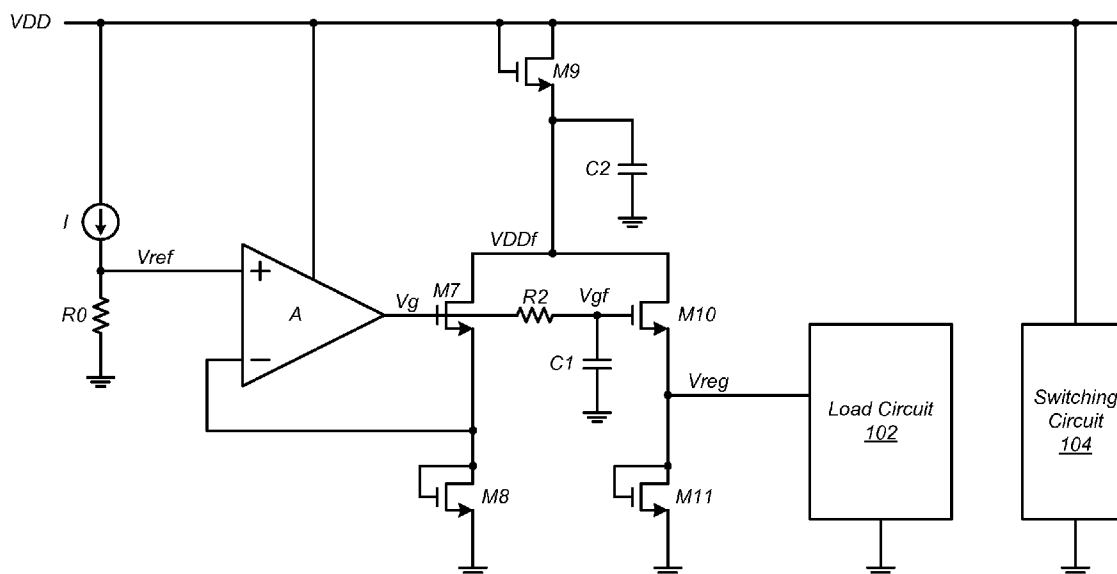 VDD
M9
C2
I
Vref
VDDf
R0
A
Vg
M7
R2
Vgf
M10
C1
Vreg
Load Circuit
102
Switching
Circuit
104
M8
M11